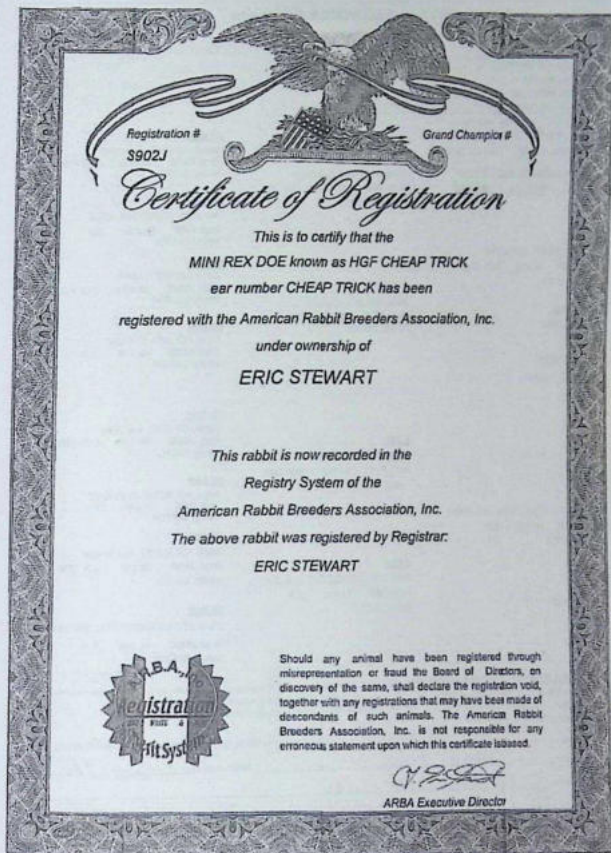 Registration #
S902J
Grand Champion #
Certificate of Registration
This is to certify that the
MINI REX DOE known as HGF CHEAP TRICK
ear number CHEAP TRICK has been
registered with the American Rabbit Breeders Association, Inc.
under ownership of
ERIC STEWART
This rabbit is now recorded in the
Registry System of the
American Rabbit Breeders Association, Inc.
The above rabbit was registered by Registrar:
ERIC STEWART
Should any animal have been registered through
misrepresentation or fraud the Board of Directors, on
discovery of the same, shall declare the registration void,
together with any registrations that may have been made of
descendants of such animals. The American Rabbit
Breeders Association, Inc. is not responsible for any
erroneous statement upon which this certificate is based.
Registration
ARBA Executive Director